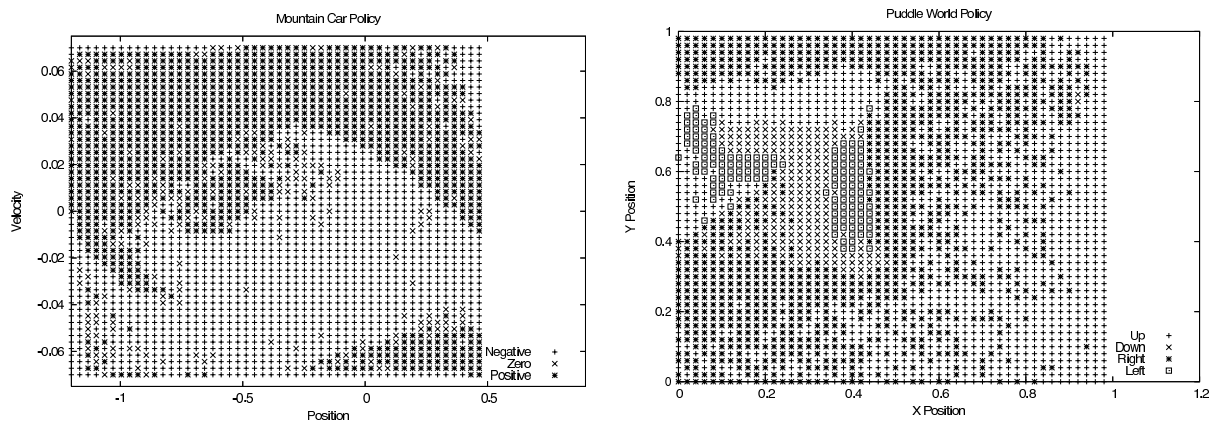 Mountain Car Policy
0.06
0.04
0.02
0
-0.02
-0.04
-0.06
Velocity
Negative
Zero
Positive
-1
-0.5
0
0.5
Position
Puddle World Policy
1
0.8
0.6
0.4
0.2
0
Y Position
Up
Down
Right
Left
0
0.2
0.4
0.6
0.8
1
1.2
X Position